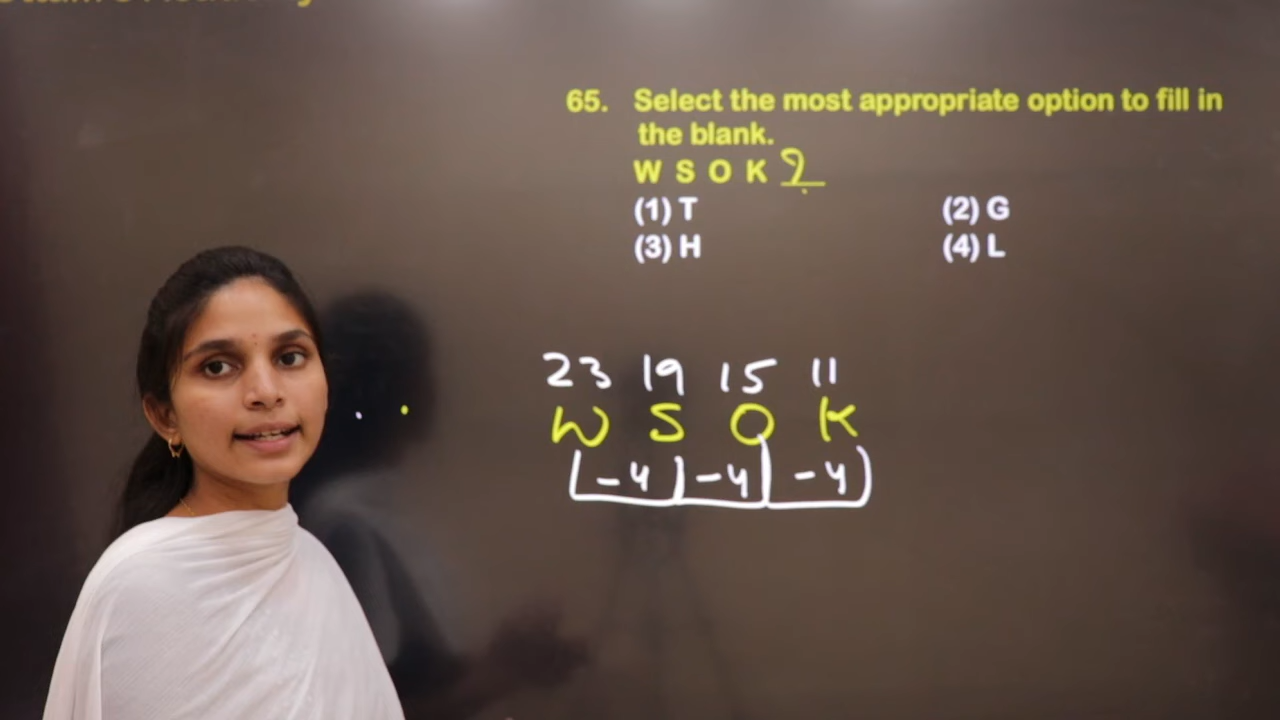 65. Select the most appropriate option to fill in
the blank.
W S O K ?
(1) T (2) G
(3) H (4) L
23 19 15 11
W S O K
-4 -4 -4